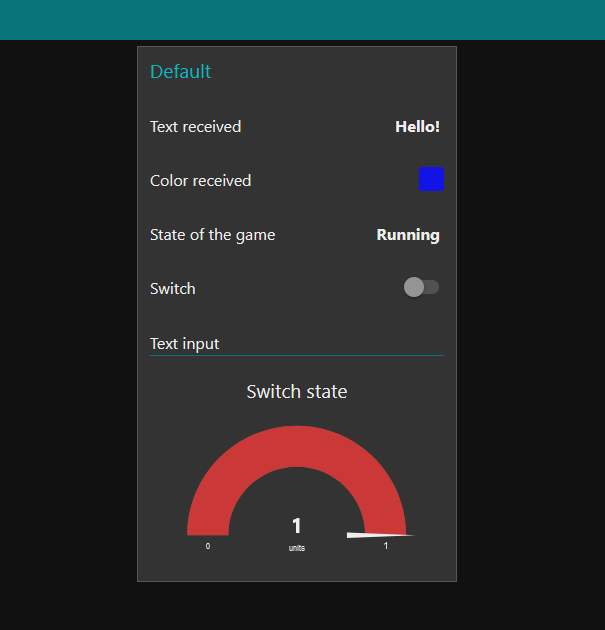 Default
Text received Hello!
Color received
State of the game Running
Switch
Text input
Switch state
1
units
0 1